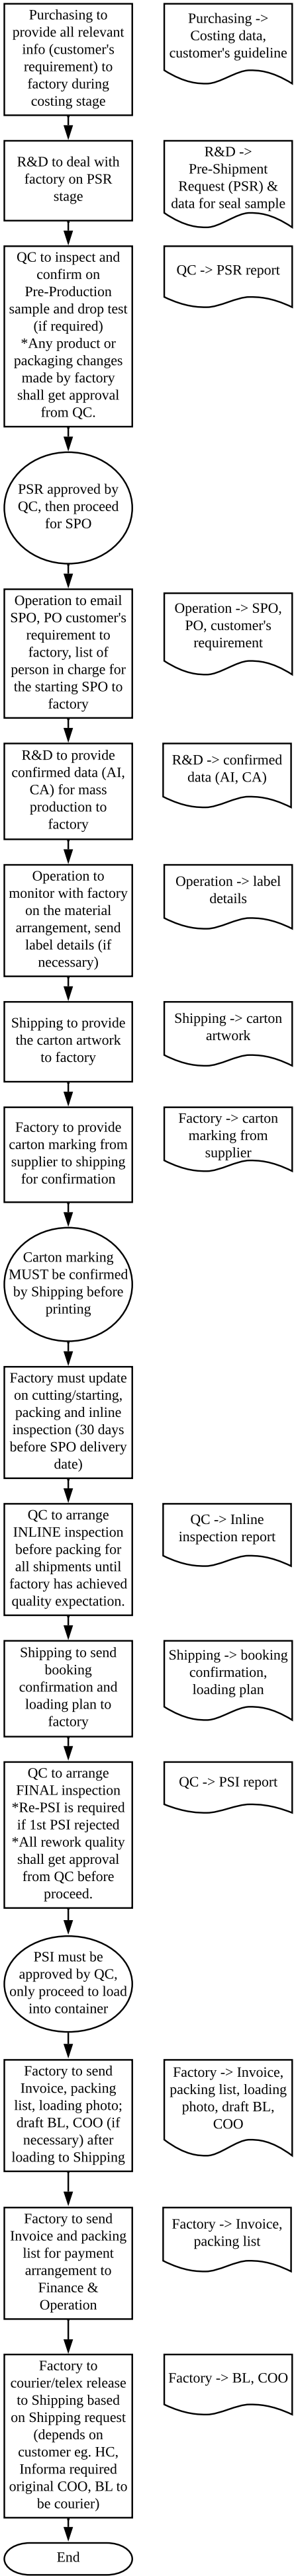 Purchasing to
provide all relevant
info (customer's
requirement) to
factory during
costing stage
Purchasing ->
Costing data,
customer's guideline
R&D to deal with
factory on PSR
stage
R&D ->
Pre-Shipment
Request (PSR) &
data for seal sample
QC to inspect and
confirm on
Pre-Production
sample and drop test
(if required)
*Any product or
packaging changes
made by factory
shall get approval
from QC.
QC -> PSR report
PSR approved by
QC, then proceed
for SPO
Operation to email
SPO, PO customer's
requirement to
factory, list of
person in charge for
the starting SPO to
factory
Operation -> SPO,
PO, customer's
requirement
R&D to provide
confirmed data (AI,
CA) for mass
production to
factory
R&D -> confirmed
data (AI, CA)
Operation to
monitor with factory
on the material
arrangement, send
label details (if
necessary)
Operation -> label
details
Shipping to provide
the carton artwork
to factory
Shipping -> carton
artwork
Factory to provide
carton marking from
supplier to shipping
for confirmation
Factory -> carton
marking from
supplier
Carton marking
MUST be confirmed
by Shipping before
printing
Factory must update
on cutting/starting,
packing and inline
inspection (30 days
before SPO delivery
date)
QC to arrange
INLINE inspection
before packing for
all shipments until
factory has achieved
quality expectation.
QC -> Inline
inspection report
Shipping to send
booking
confirmation and
loading plan to
factory
Shipping -> booking
confirmation,
loading plan
QC to arrange
FINAL inspection
*Re-PSI is required
if 1st PSI rejected
*All rework quality
shall get approval
from QC before
proceed.
QC -> PSI report
PSI must be
approved by QC,
only proceed to load
into container
Factory to send
Invoice, packing
list, loading photo;
draft BL, COO (if
necessary) after
loading to Shipping
Factory -> Invoice,
packing list, loading
photo, draft BL,
COO
Factory to send
Invoice and packing
list for payment
arrangement to
Finance &
Operation
Factory -> Invoice,
packing list
Factory to
courier/telex release
to Shipping based
on Shipping request
(depends on
customer eg. HC,
Informa required
original COO, BL to
be courier)
Factory -> BL, COO
End